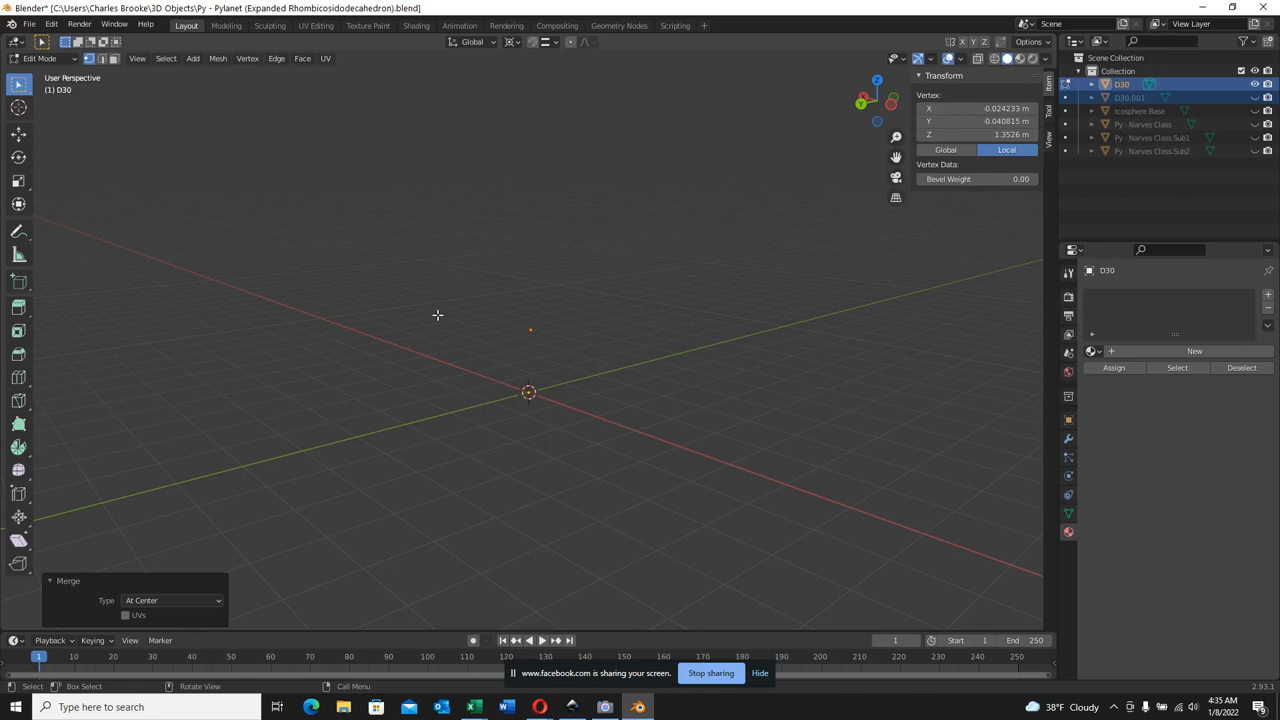 Blender* [C:\Users\Charles Brooke\3D Objects\Py - Pylanet (Expanded Rhombicosidodecahedron).blend]
File Edit Render Window Help Layout Modeling Sculpting UV Editing Texture Paint Shading Animation Rendering Compositing Geometry Nodes Scripting + Scene View Layer
Global X Y Z Options
Edit Mode View Select Add Mesh Vertex Edge Face UV
User Perspective
(1) D30
Z
Y
Transform
Vertex:
X -0.024233 m
Y -0.040815 m
Z 1.3526 m
Global Local
Vertex Data:
Bevel Weight 0.00
Item
Tool
View
Scene Collection
Collection
D30
D30.001
Icosphere Base
Py - Narves Class
Py - Narves Class.Sub1
Py - Narves Class.Sub2
D30
New
Assign Select Deselect
Merge
Type At Center
UVs
Playback Keying View Marker 1 Start 1 End 250
1 10 20 30 40 50 60 70 80 90 100 110 120 130 140 150 160 170 180 190 200 210 220 230 240 250
www.facebook.com is sharing your screen. Stop sharing Hide
Select Box Select Rotate View Call Menu 2.93.1
Type here to search 38°F Cloudy 4:35 AM
1/8/2022